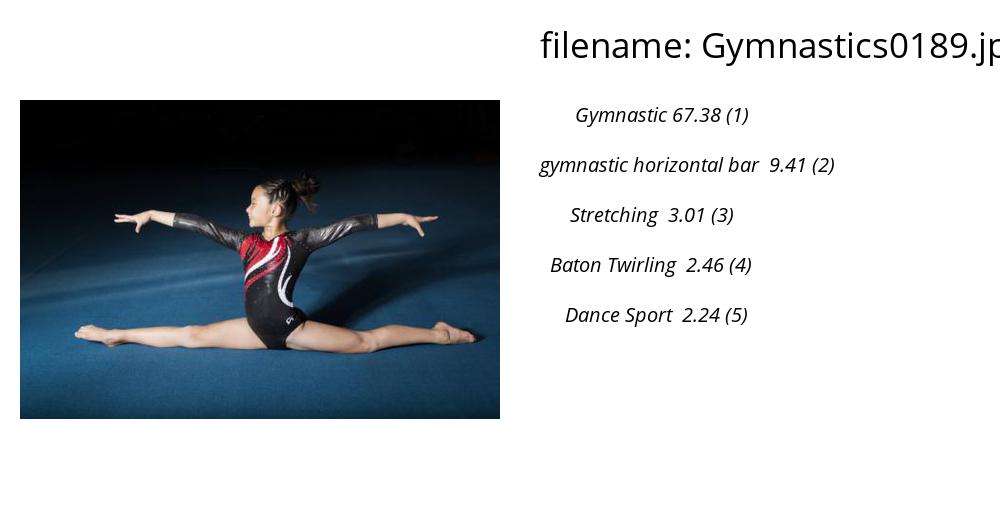 filename: Gymnastics0189.jp
Gymnastic 67.38 (1)
gymnastic horizontal bar 9.41 (2)
Stretching 3.01 (3)
Baton Twirling 2.46 (4)
Dance Sport 2.24 (5)